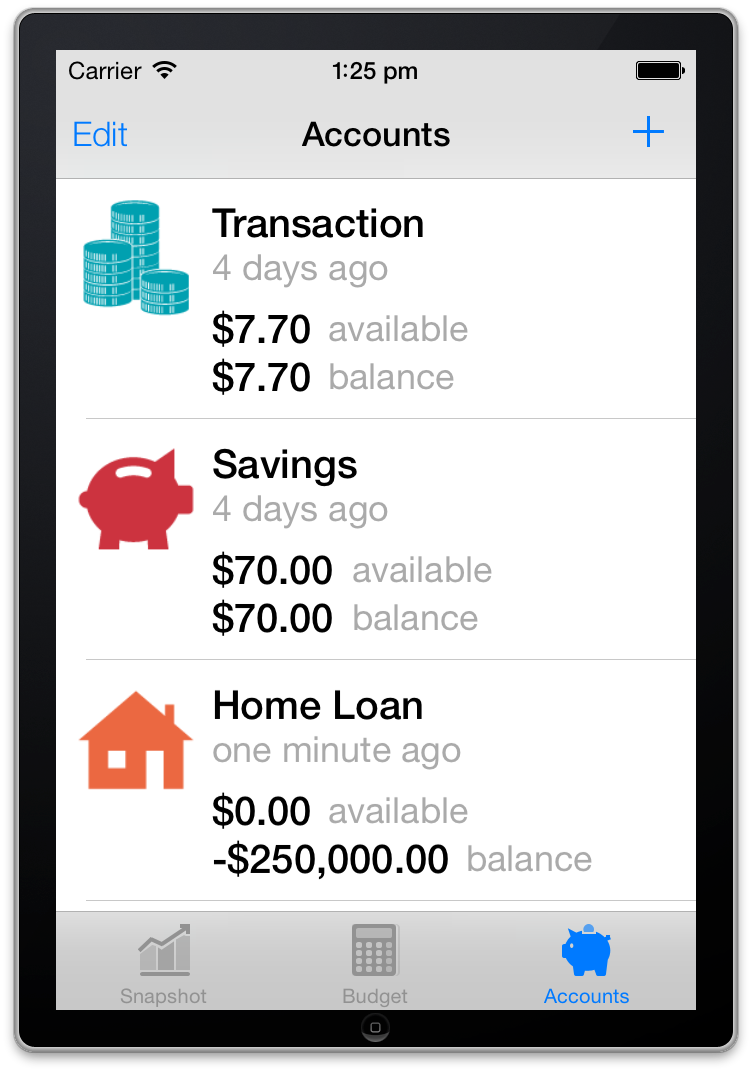 Carrier 1:25 pm
Edit Accounts +
Transaction
4 days ago
$7.70 available
$7.70 balance
Savings
4 days ago
$70.00 available
$70.00 balance
Home Loan
one minute ago
$0.00 available
-$250,000.00 balance
Snapshot Budget Accounts